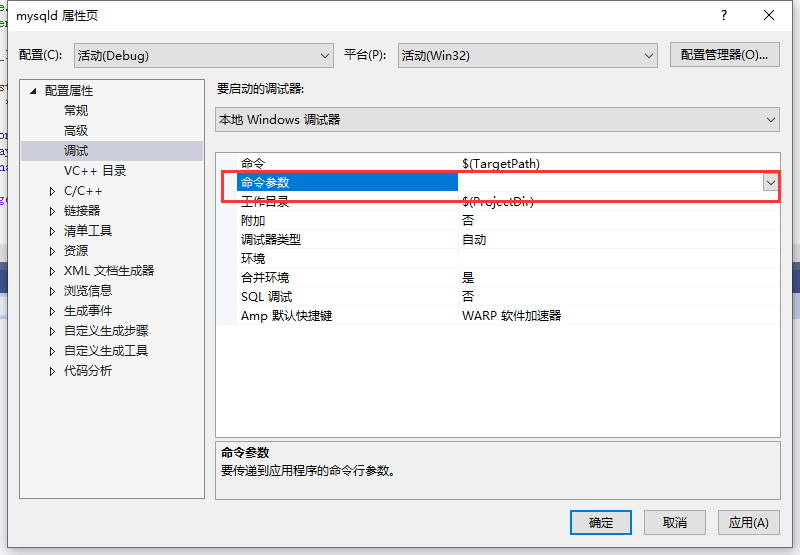 mysqld 属性页
? ×
配置(C): 活动(Debug) 平台(P): 活动(Win32) 配置管理器(O)...
配置属性
常规
高级
调试
VC++ 目录
C/C++
链接器
清单工具
资源
XML 文档生成器
浏览信息
生成事件
自定义生成步骤
自定义生成工具
代码分析
要启动的调试器:
本地 Windows 调试器
命令 $(TargetPath)
命令参数
工作目录 $(ProjectDir)
附加 否
调试器类型 自动
环境
合并环境 是
SQL 调试 否
Amp 默认快捷键 WARP 软件加速器
命令参数
要传递到应用程序的命令行参数。
确定 取消 应用(A)